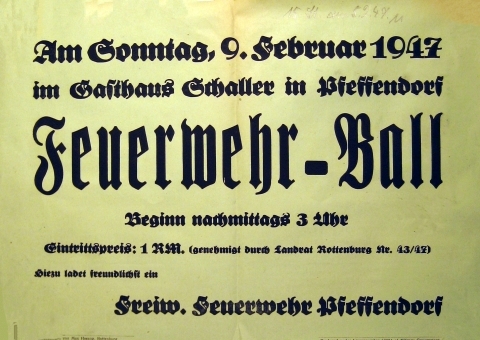 Am Sonntag, 9. Februar 1947
im Gasthaus Schaller in Pfeffendorf
Feuerwehr-Ball
Beginn nachmittags 3 Uhr
Eintrittspreis: 1 RM. (genehmigt durch Landrat Rottenburg Nr. 43/47)
Hiezu ladet freundlichst ein
Freiw. Feuerwehr Pfeffendorf